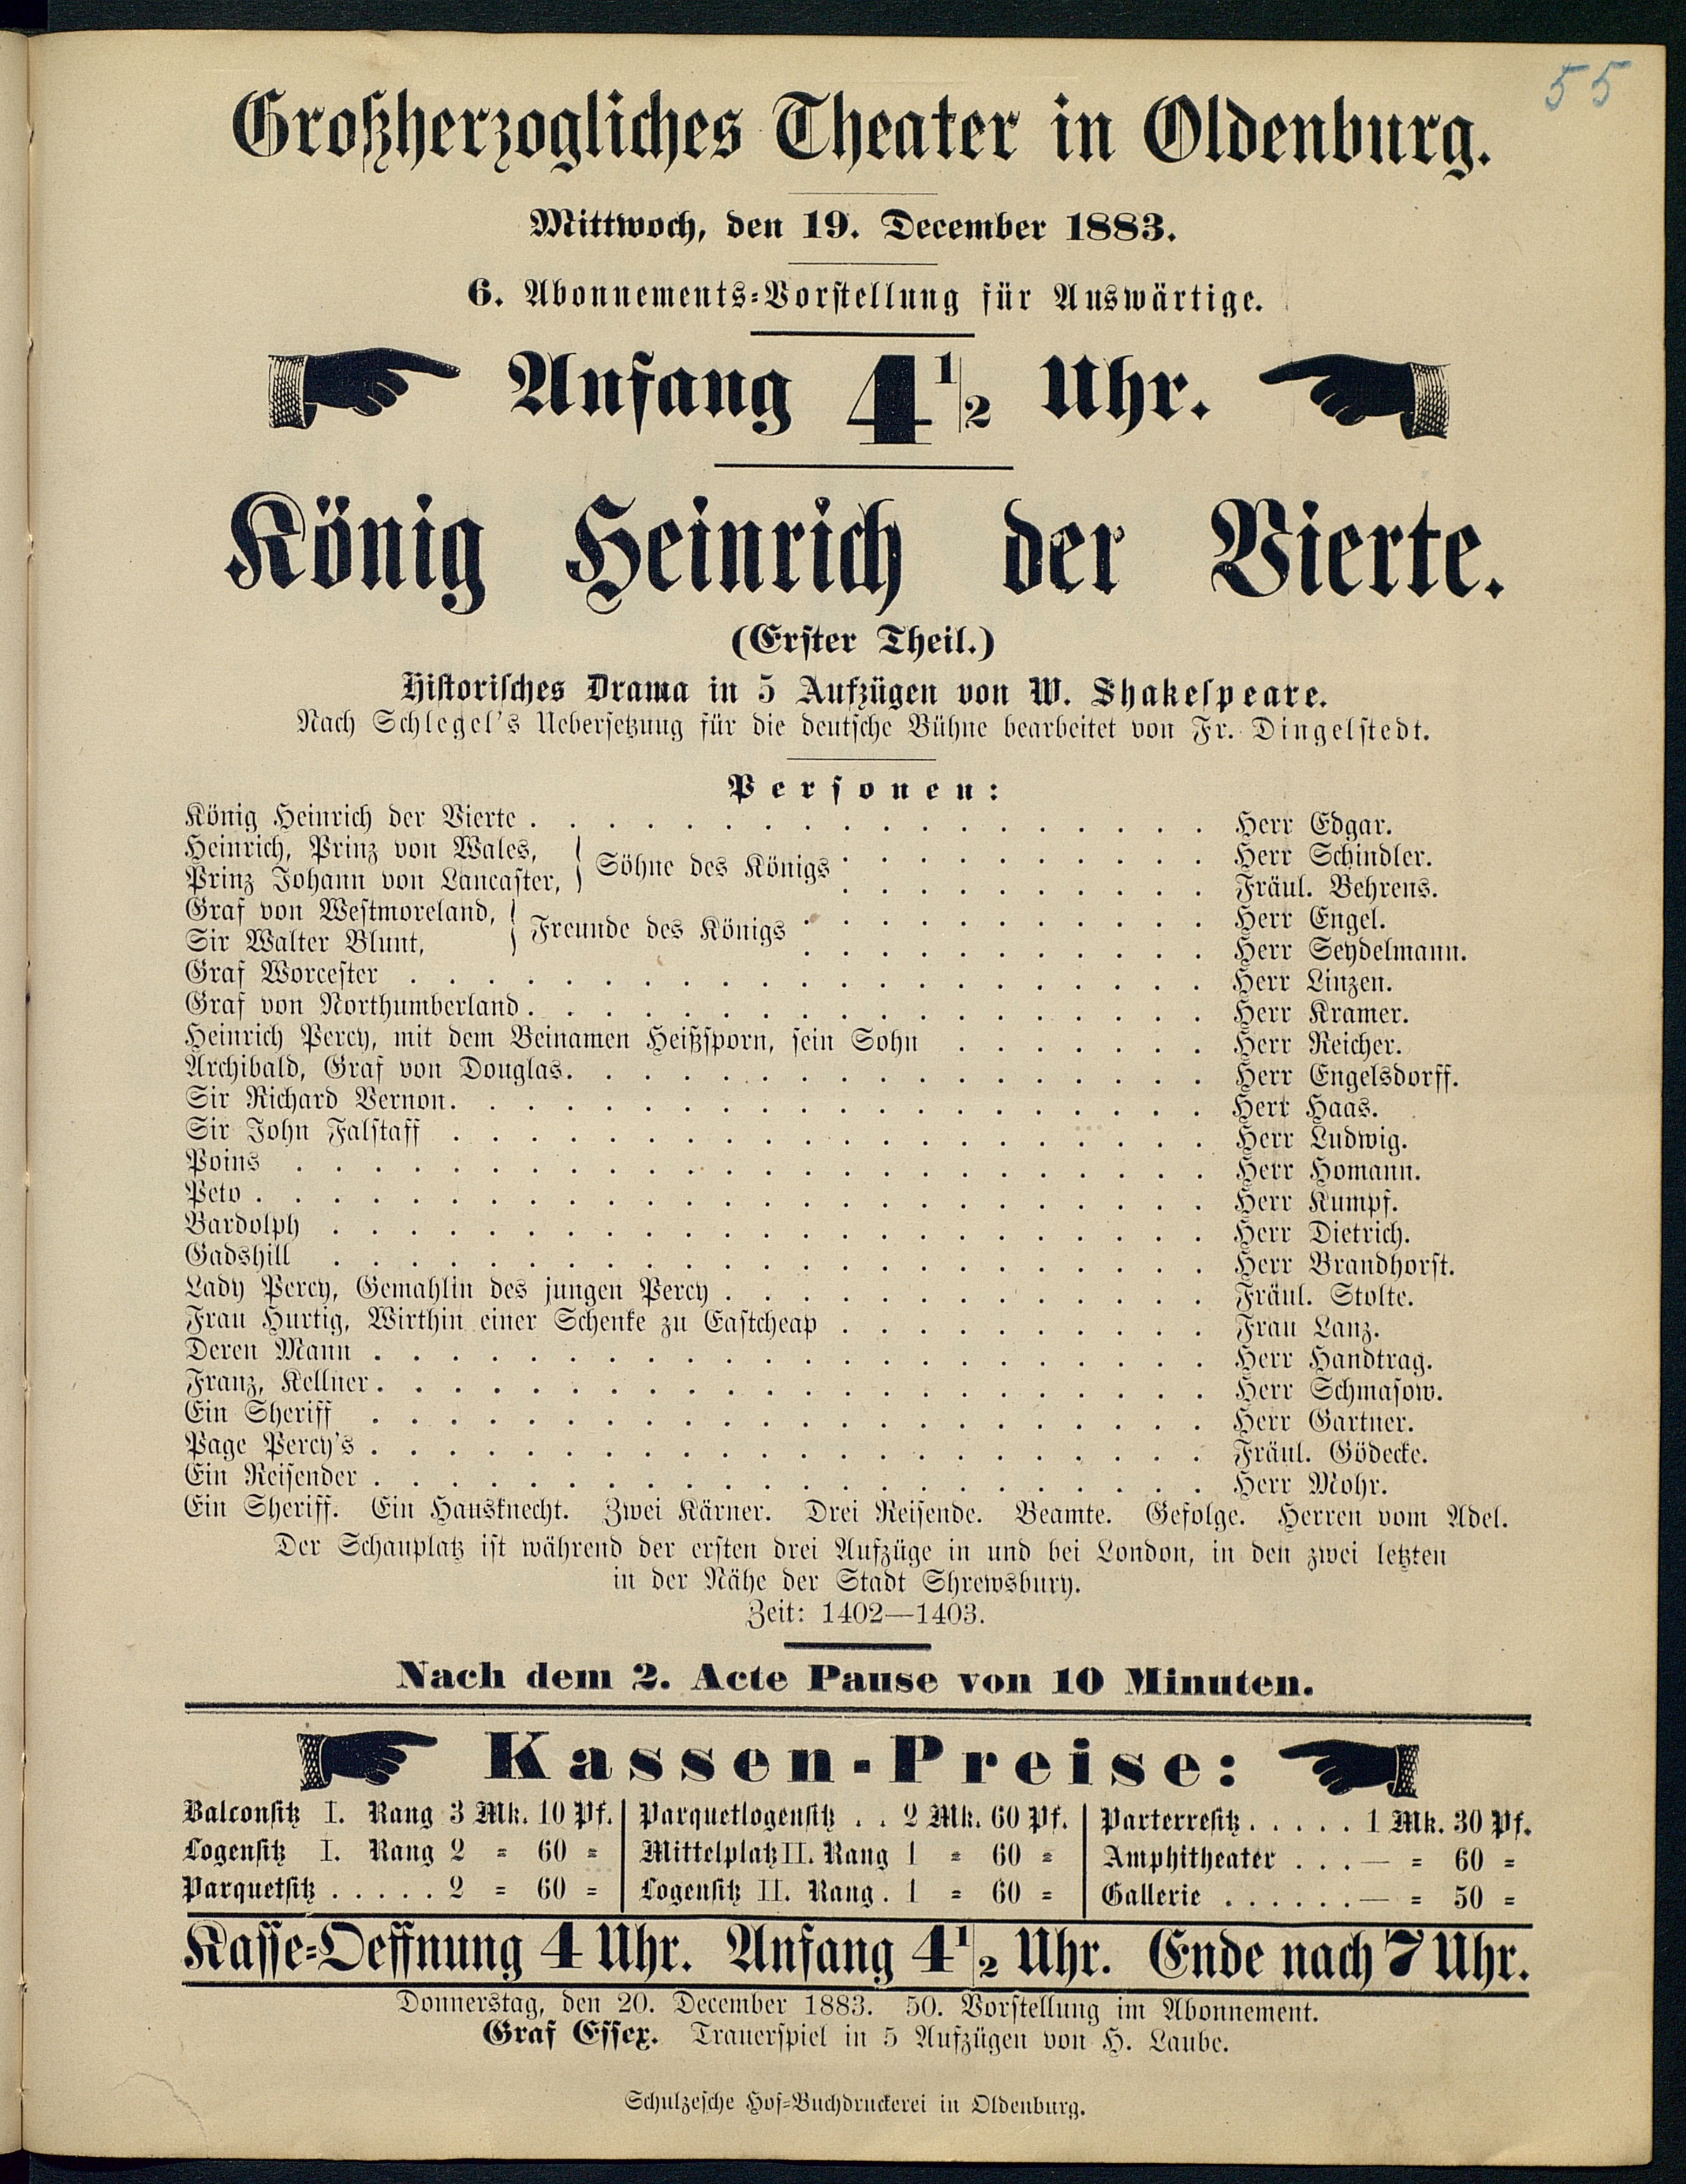 55
Großherzogliches Theater in Oldenburg.
Mittwoch, den 19. December 1883.
6. Abonnements-Vorstellung für Auswärtige.
Anfang 4 1/2 Uhr.
König Heinrich der Vierte.
(Erster Theil.)
Historisches Drama in 5 Aufzügen von W. Shakespeare.
Nach Schlegel's Uebersetzung für die deutsche Bühne bearbeitet von Fr. Dingelstedt.
Personen:
König Heinrich der Vierte . . . . . Herr Edgar.
Heinrich, Prinz von Wales, } Söhne des Königs . . . . . Herr Schindler.
Prinz Johann von Lancaster, } . . . . . Fräul. Behrens.
Graf von Westmoreland, } Freunde des Königs . . . . . Herr Engel.
Sir Walter Blunt, } . . . . . Herr Seydelmann.
Graf Worcester . . . . . Herr Linzen.
Graf von Northumberland . . . . . Herr Kramer.
Heinrich Percy, mit dem Beinamen Heißsporn, sein Sohn . . . . . Herr Reicher.
Archibald, Graf von Douglas . . . . . Herr Engelsdorff.
Sir Richard Vernon . . . . . Herr Haas.
Sir John Falstaff . . . . . Herr Ludwig.
Poins . . . . . Herr Homann.
Peto . . . . . Herr Kumpf.
Bardolph . . . . . Herr Dietrich.
Gadshill . . . . . Herr Brandhorst.
Lady Percy, Gemahlin des jungen Percy . . . . . Fräul. Stolte.
Frau Hurtig, Wirthin einer Schenke zu Eastcheap . . . . . Frau Lanz.
Deren Mann . . . . . Herr Handtrag.
Franz, Kellner . . . . . Herr Schmasow.
Ein Sheriff . . . . . Herr Gartner.
Page Percy's . . . . . Fräul. Gödecke.
Ein Reisender . . . . . Herr Mohr.
Ein Sheriff. Ein Hausknecht. Zwei Kärner. Drei Reisende. Beamte. Gefolge. Herren vom Adel.
Der Schauplatz ist während der ersten drei Aufzüge in und bei London, in den zwei letzten
in der Nähe der Stadt Shrewsbury.
Zeit: 1402—1403.
Nach dem 2. Acte Pause von 10 Minuten.
Kassen-Preise:
Balconsitz I. Rang 3 Mk. 10 Pf. | Parquetlogensitz . . 2 Mk. 60 Pf. | Parterresitz . . . . . 1 Mk. 30 Pf.
Logensitz I. Rang 2 = 60 = | Mittelplatz II. Rang 1 = 60 = | Amphitheater . . . — = 60 =
Parquetsitz . . . . . 2 = 60 = | Logensitz II. Rang . 1 = 60 = | Gallerie . . . . . . — = 50 =
Kasse-Oeffnung 4 Uhr. Anfang 4 1/2 Uhr. Ende nach 7 Uhr.
Donnerstag, den 20. December 1883. 50. Vorstellung im Abonnement.
Graf Essex. Trauerspiel in 5 Aufzügen von H. Laube.
Schulzesche Hof-Buchdruckerei in Oldenburg.